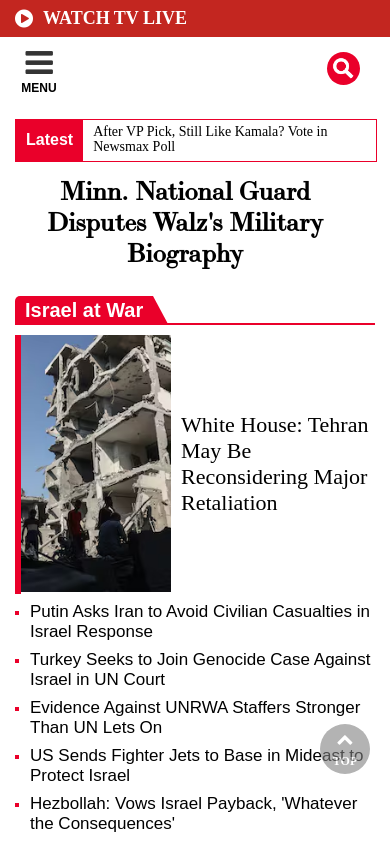 WATCH TV LIVE
MENU
Latest
After VP Pick, Still Like Kamala? Vote in
Newsmax Poll
Minn. National Guard
Disputes Walz's Military
Biography
Israel at War
White House: Tehran
May Be
Reconsidering Major
Retaliation
Putin Asks Iran to Avoid Civilian Casualties in
Israel Response
Turkey Seeks to Join Genocide Case Against
Israel in UN Court
Evidence Against UNRWA Staffers Stronger
Than UN Lets On
US Sends Fighter Jets to Base in Mideast to
Protect Israel
TOP
Hezbollah: Vows Israel Payback, 'Whatever
the Consequences'